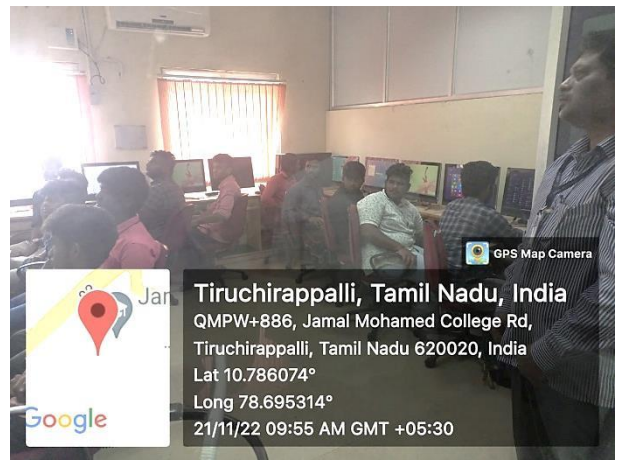 GPS Map Camera
Jar
Google
Tiruchirappalli, Tamil Nadu, India
QMPW+886, Jamal Mohamed College Rd,
Tiruchirappalli, Tamil Nadu 620020, India
Lat 10.786074°
Long 78.695314°
21/11/22 09:55 AM GMT +05:30